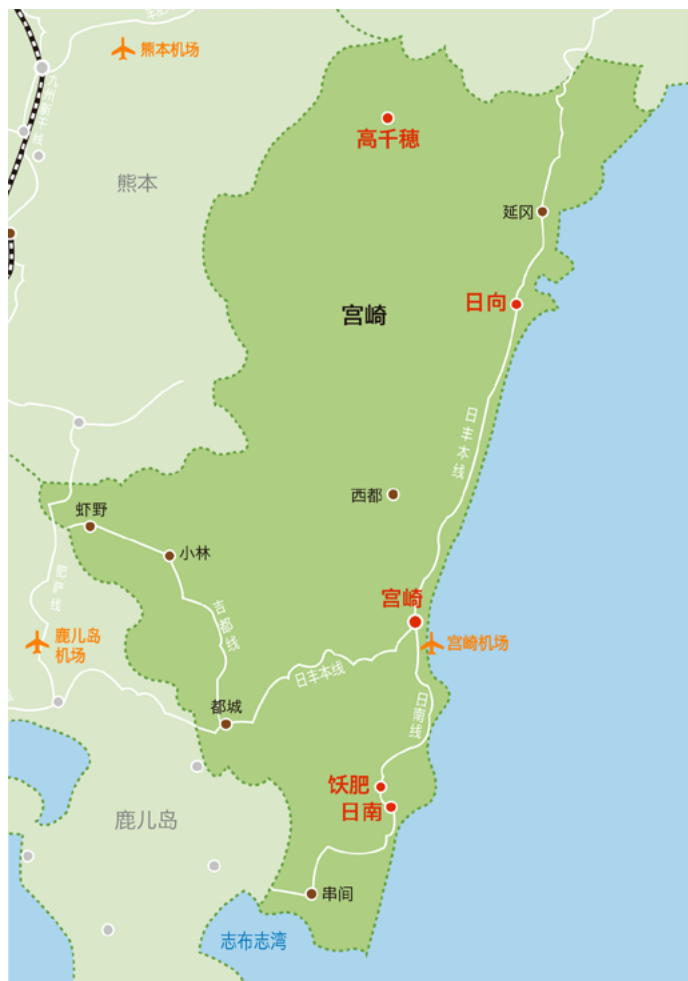 熊本机场
高千穗
熊本
延冈
日向
宫崎
日丰本线
西都
虾野
小林
肥萨线
吉都线
宫崎
鹿儿岛
机场
宫崎机场
日丰本线
日南线
都城
饫肥
日南
鹿儿岛
串间
志布志湾